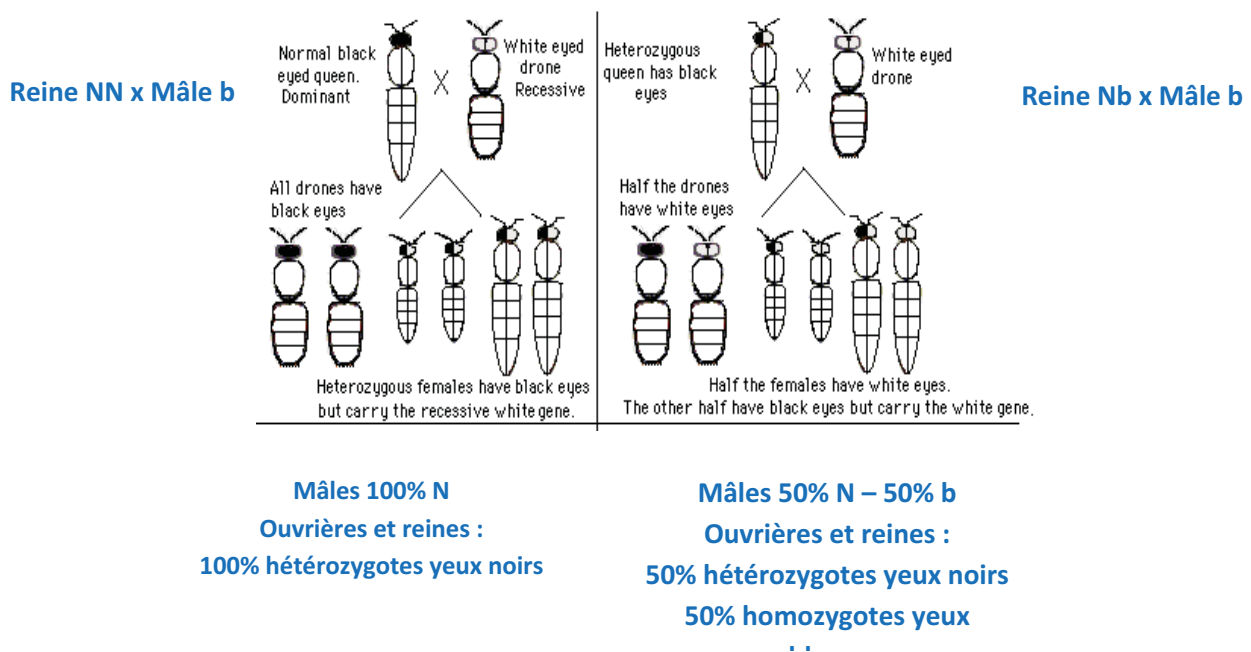 Reine NN x Mâle b
Normal black
eyed queen.
Dominant
X
White eyed
drone
Recessive
All drones have
black eyes
Heterozygous females have black eyes
but carry the recessive white gene.
Heterozygous
queen has black
eyes
X
White eyed
drone
Reine Nb x Mâle b
Half the drones
have white eyes
Half the females have white eyes.
The other half have black eyes but carry the white gene.
Mâles 100% N
Ouvrières et reines :
100% hétérozygotes yeux noirs
Mâles 50% N – 50% b
Ouvrières et reines :
50% hétérozygotes yeux noirs
50% homozygotes yeux